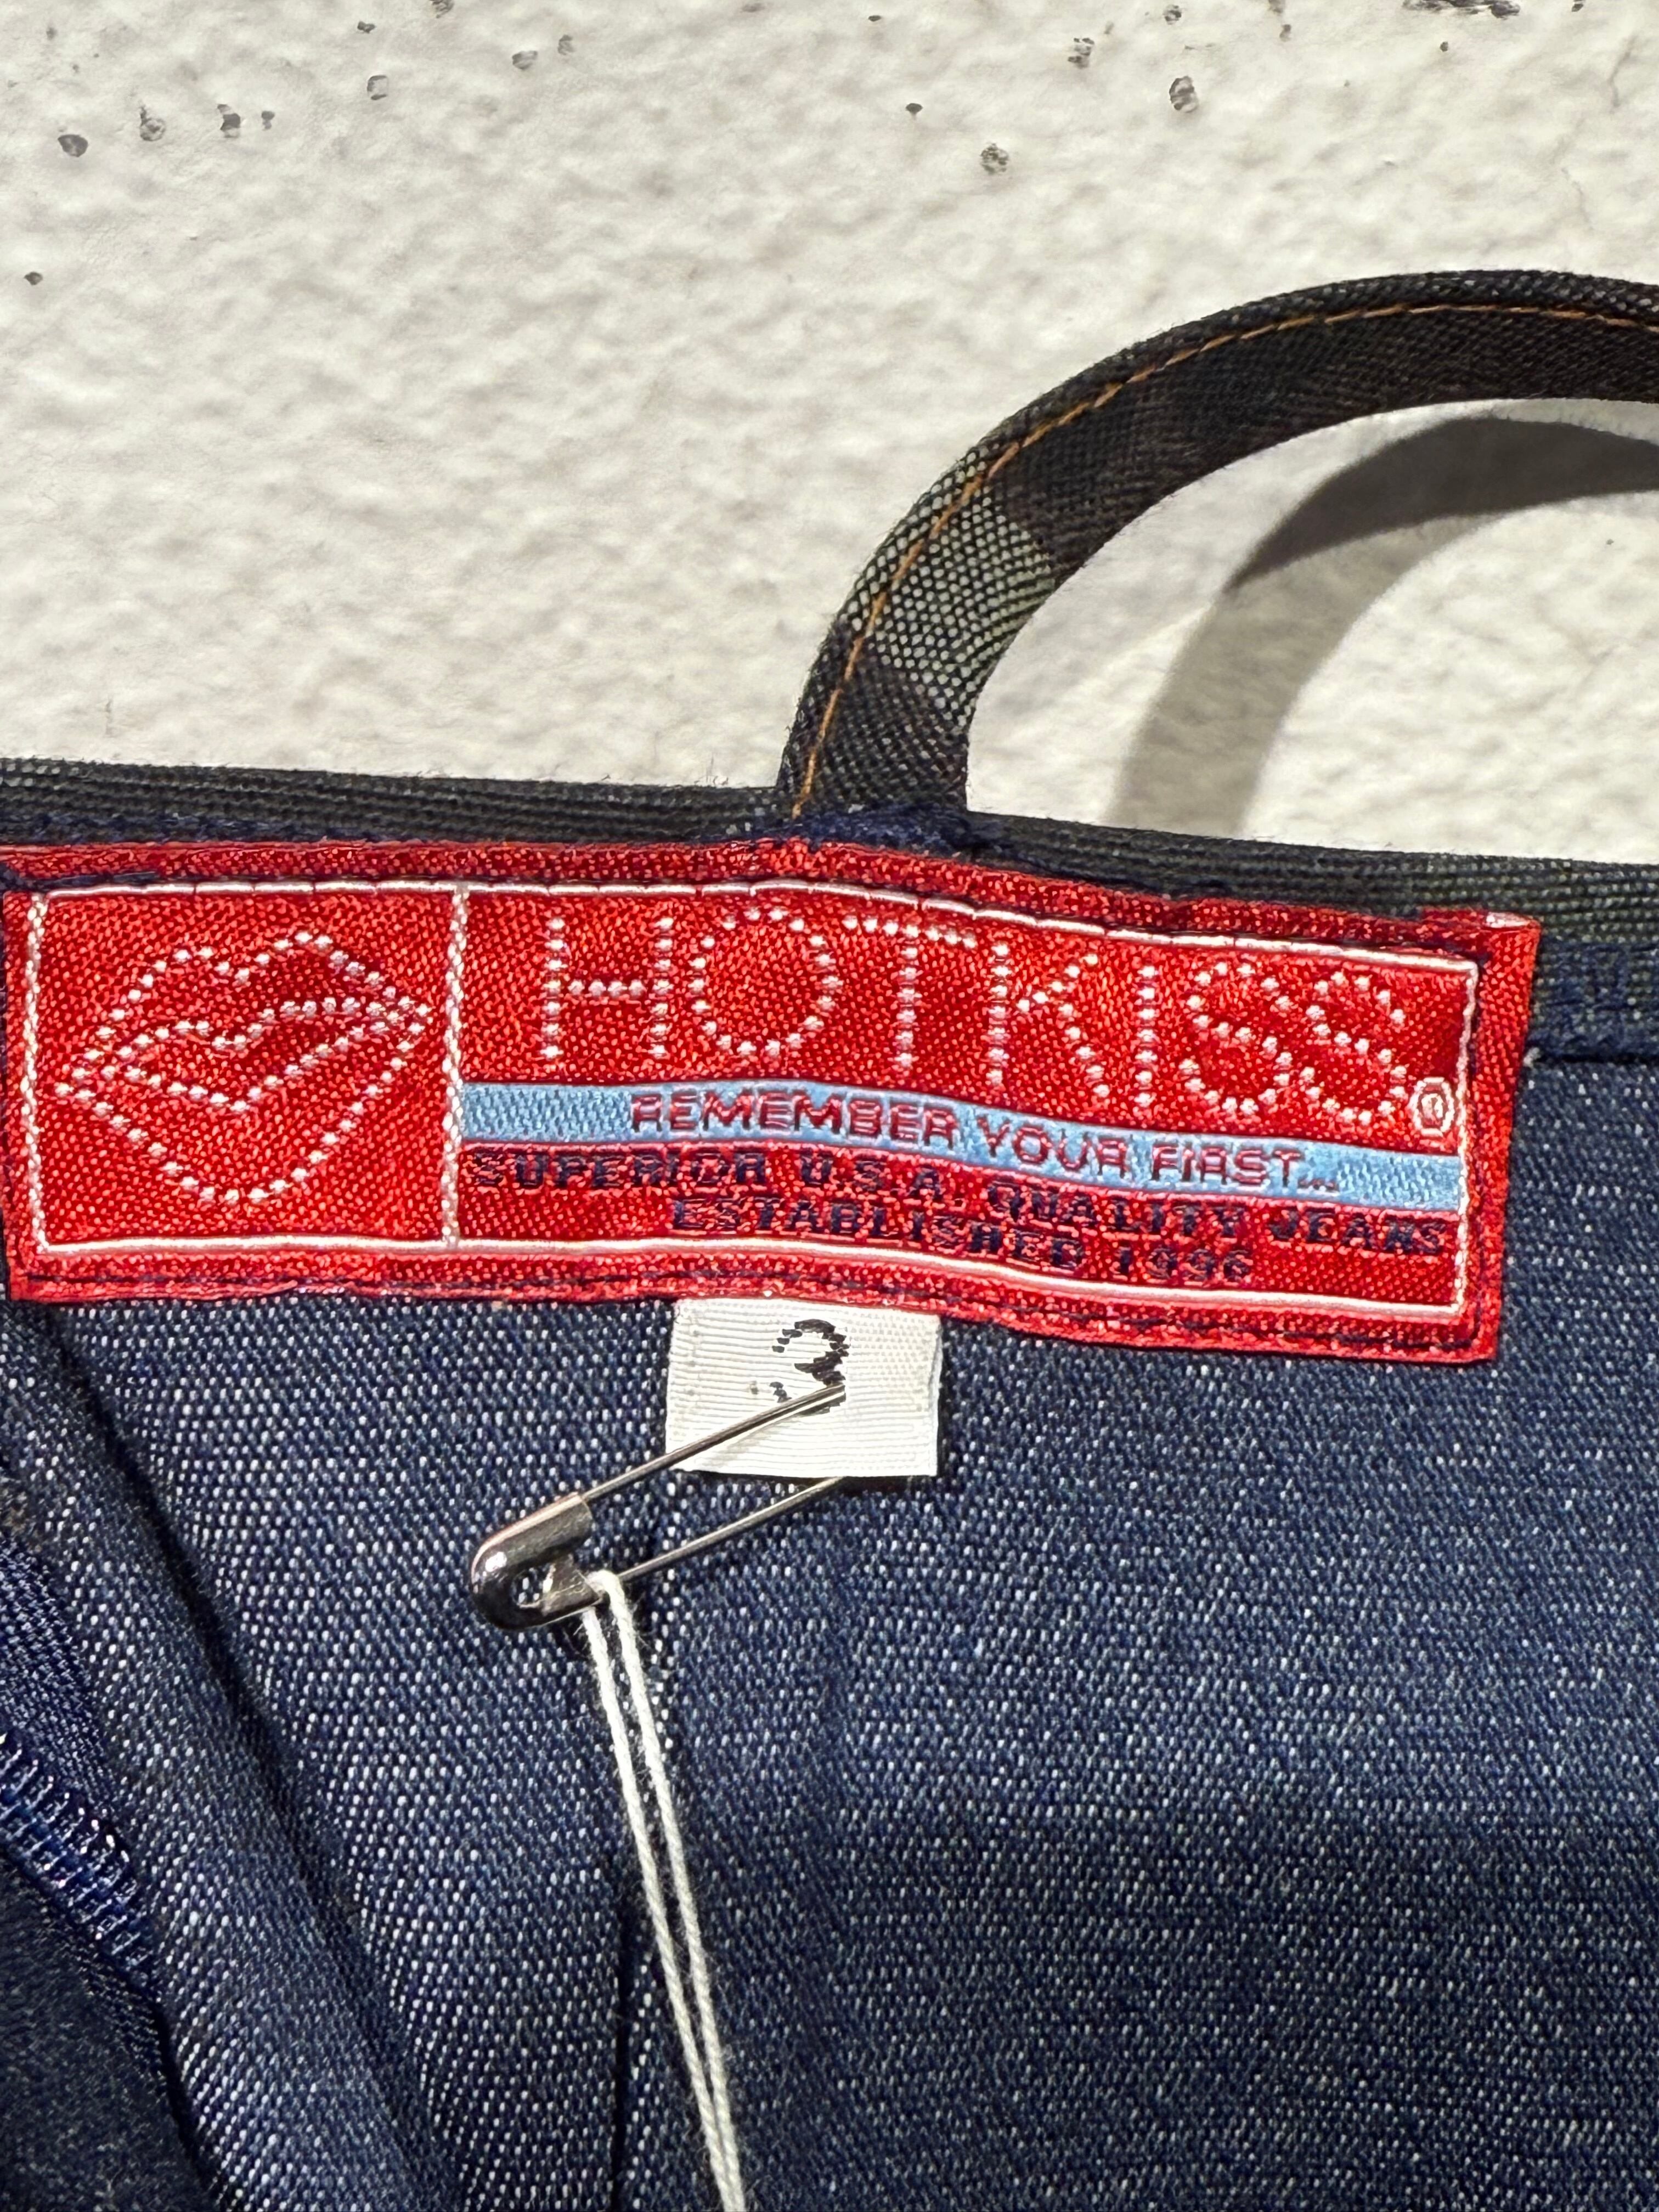 HOTKISS®
REMEMBER YOUR FIRST...
SUPERIOR U.S.A. QUALITY JEANS
ESTABLISHED 1996
3